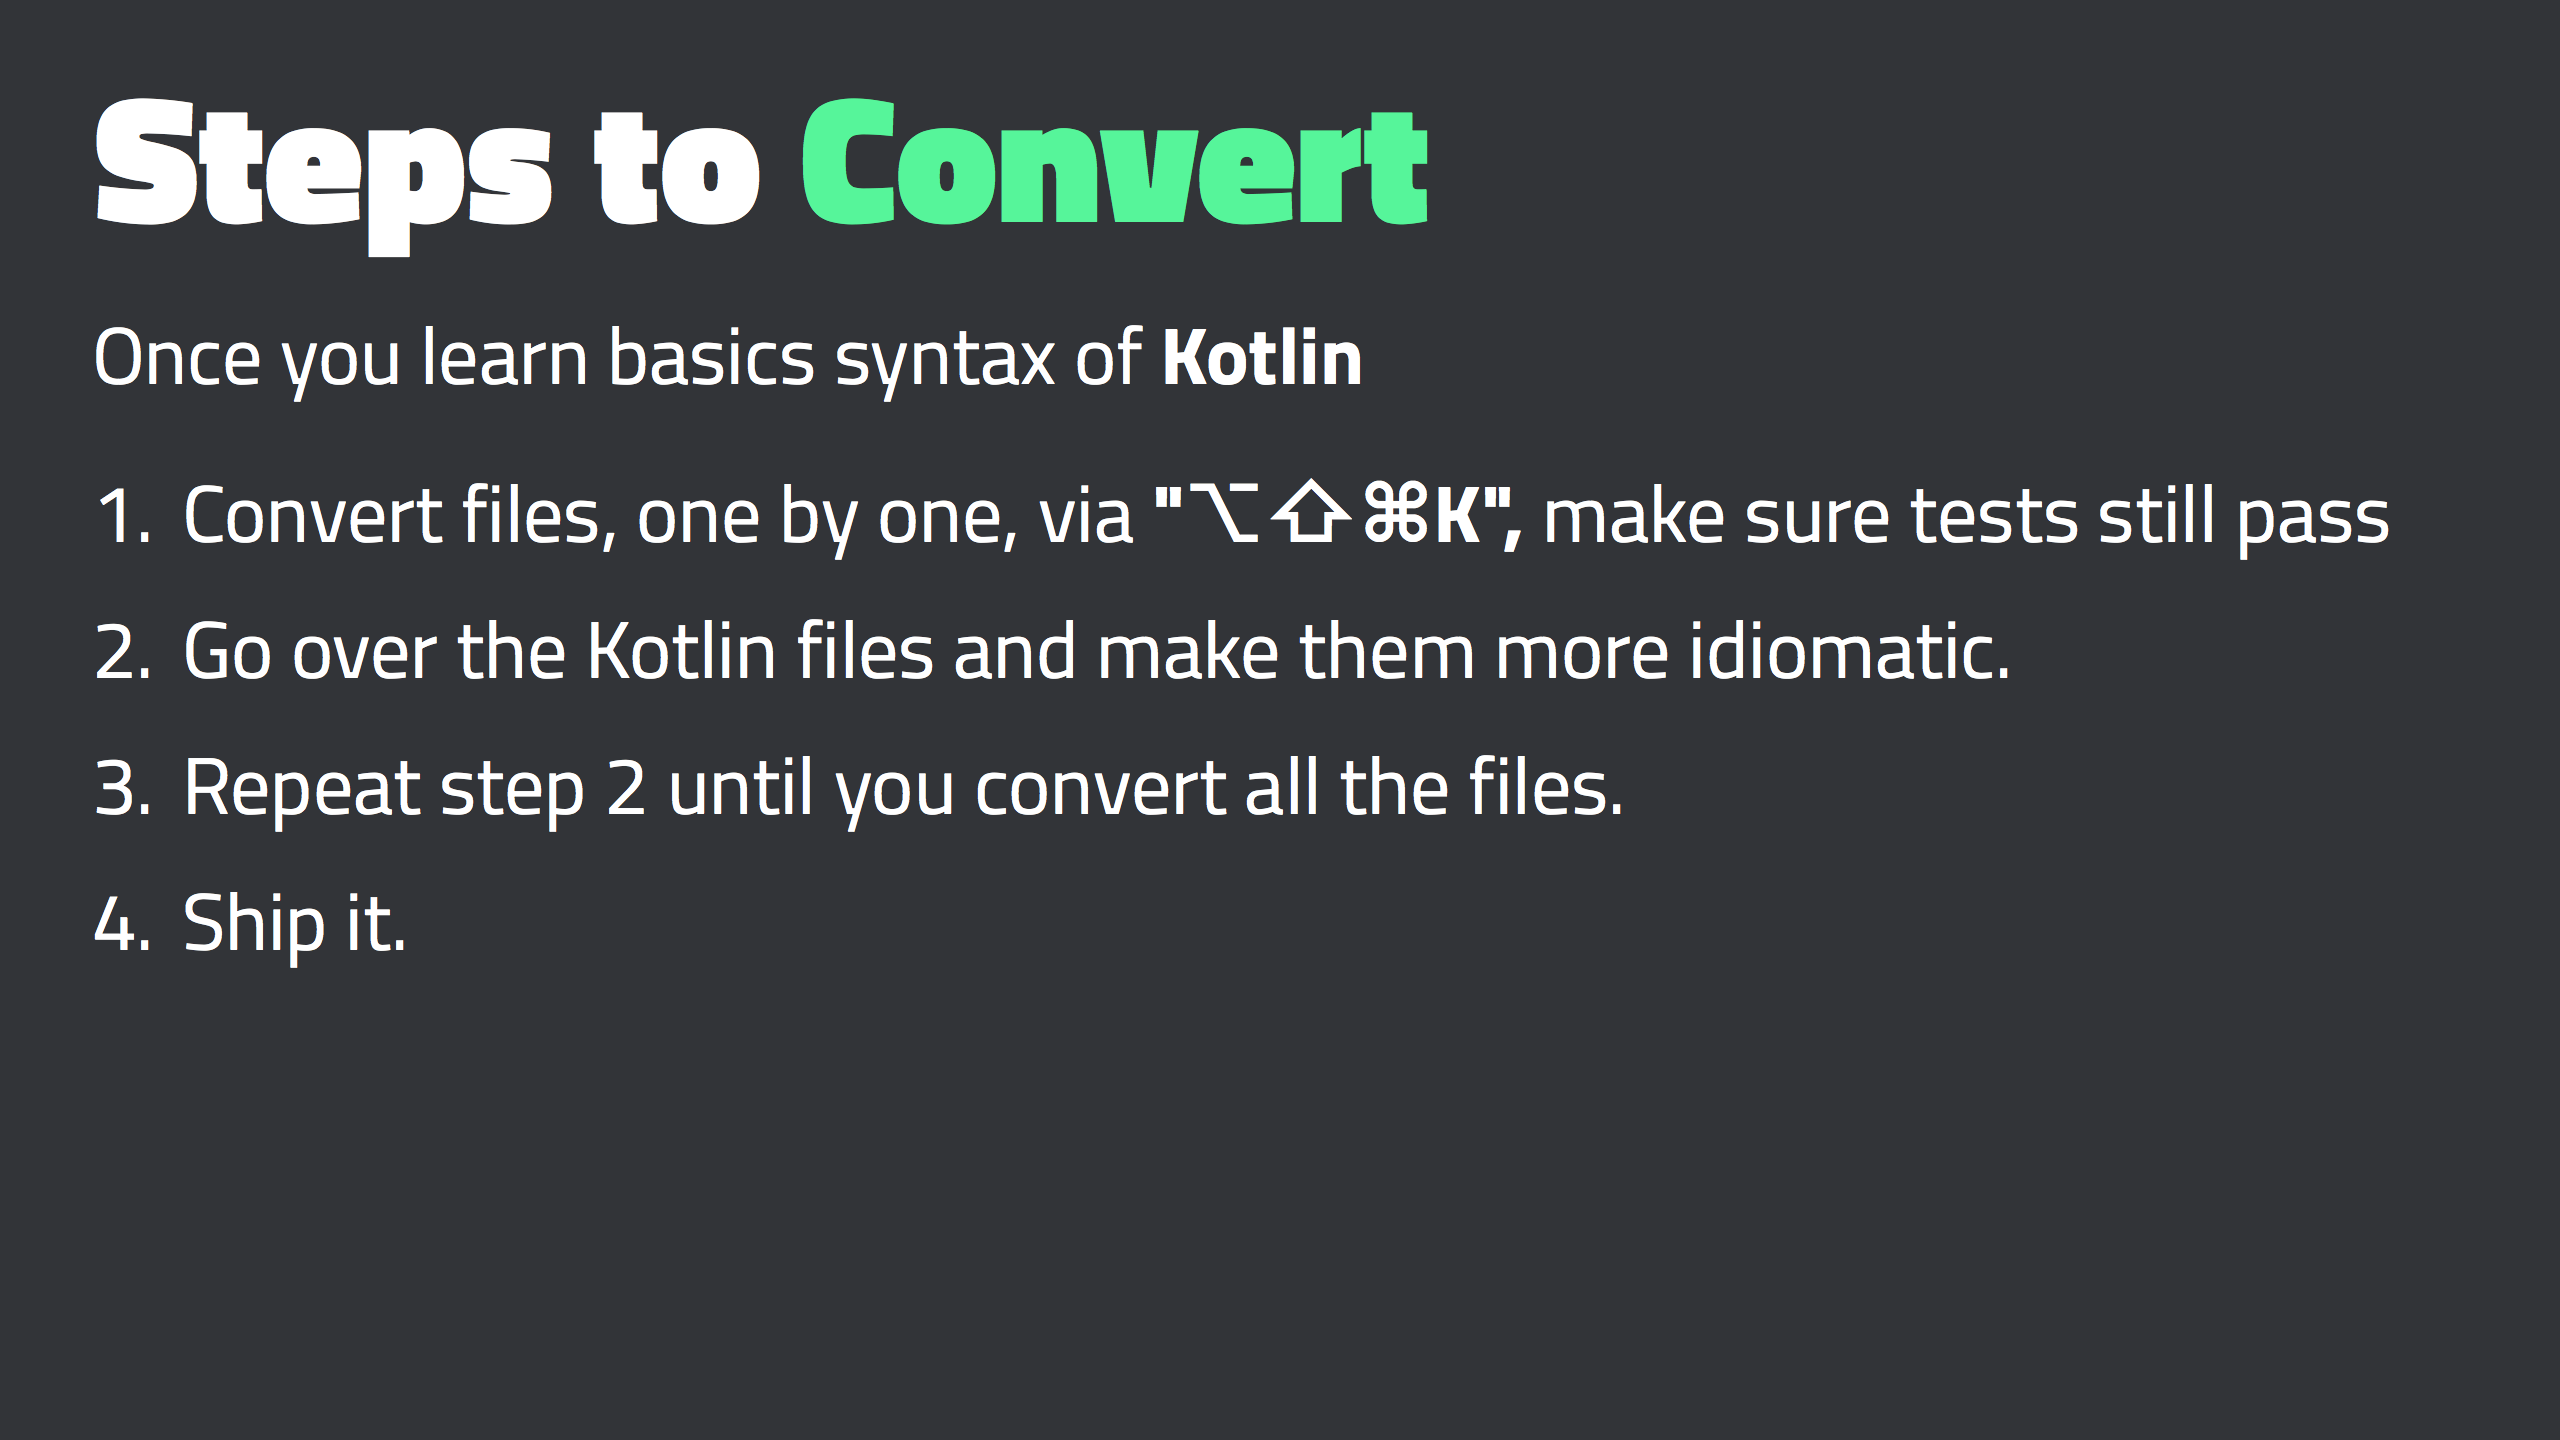 Steps to Convert
Once you learn basics syntax of Kotlin
1. Convert files, one by one, via "⌥⇧⌘K", make sure tests still pass
2. Go over the Kotlin files and make them more idiomatic.
3. Repeat step 2 until you convert all the files.
4. Ship it.